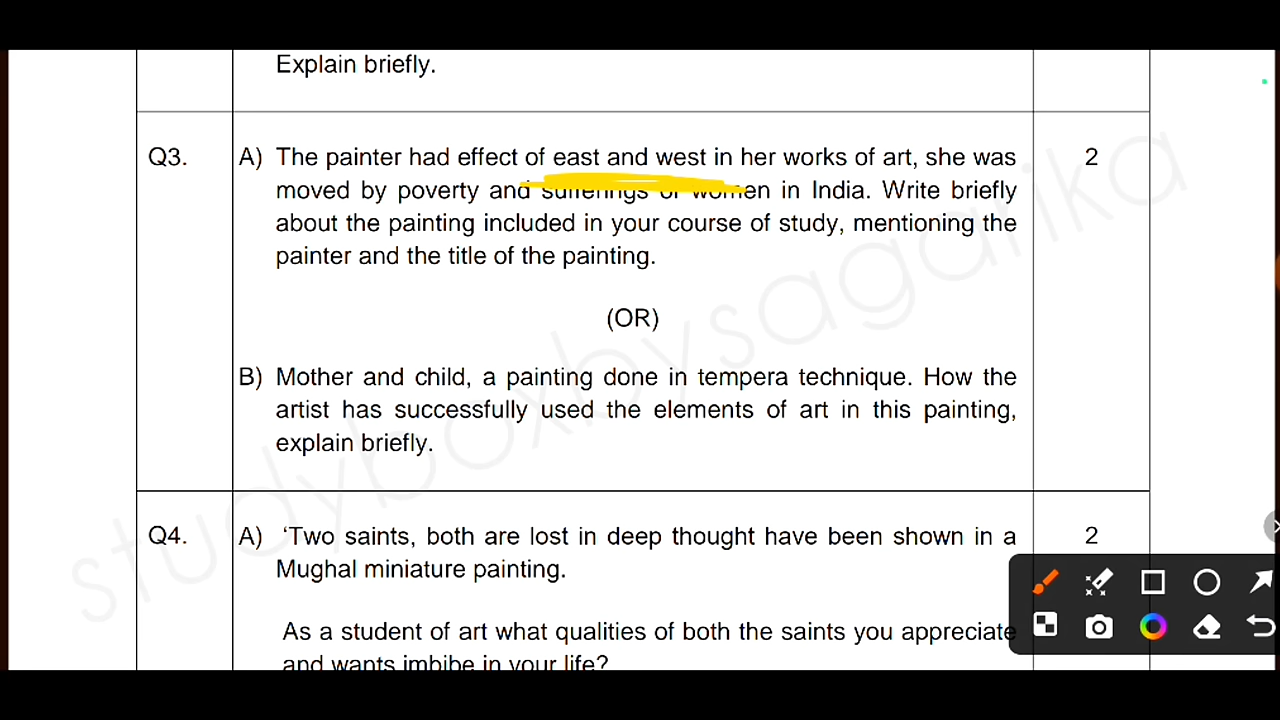 Explain briefly.
Q3. A) The painter had effect of east and west in her works of art, she was 2
moved by poverty and sufferings of women in India. Write briefly
about the painting included in your course of study, mentioning the
painter and the title of the painting.
(OR)
B) Mother and child, a painting done in tempera technique. How the
artist has successfully used the elements of art in this painting,
explain briefly.
Q4. A) ‘Two saints, both are lost in deep thought have been shown in a 2
Mughal miniature painting.
As a student of art what qualities of both the saints you appreciate
and wants imbibe in your life?
studyboxbysagarika